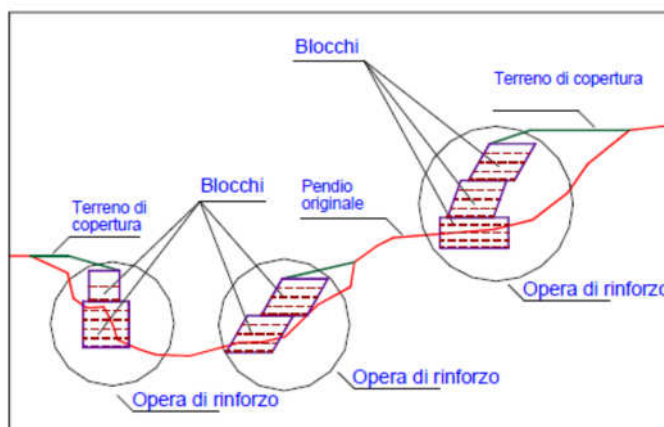 Blocchi
Terreno di copertura
Blocchi
Terreno di
copertura
Pendio
originale
Opera di rinforzo
Opera di rinforzo
Opera di rinforzo